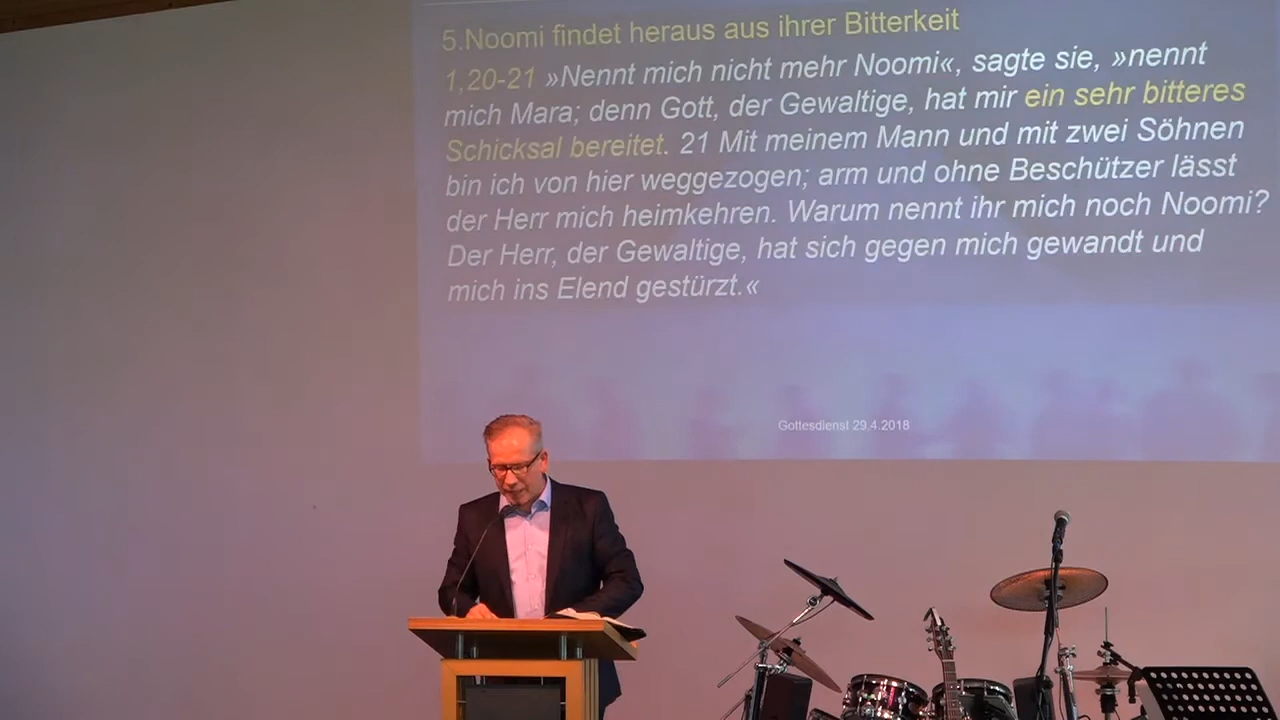 5.Noomi findet heraus aus ihrer Bitterkeit
1,20-21 »Nennt mich nicht mehr Noomi«, sagte sie, »nennt
mich Mara; denn Gott, der Gewaltige, hat mir ein sehr bitteres
Schicksal bereitet. 21 Mit meinem Mann und mit zwei Söhnen
bin ich von hier weggezogen; arm und ohne Beschützer lässt
der Herr mich heimkehren. Warum nennt ihr mich noch Noomi?
Der Herr, der Gewaltige, hat sich gegen mich gewandt und
mich ins Elend gestürzt.«
Gottesdienst 29.4.2018